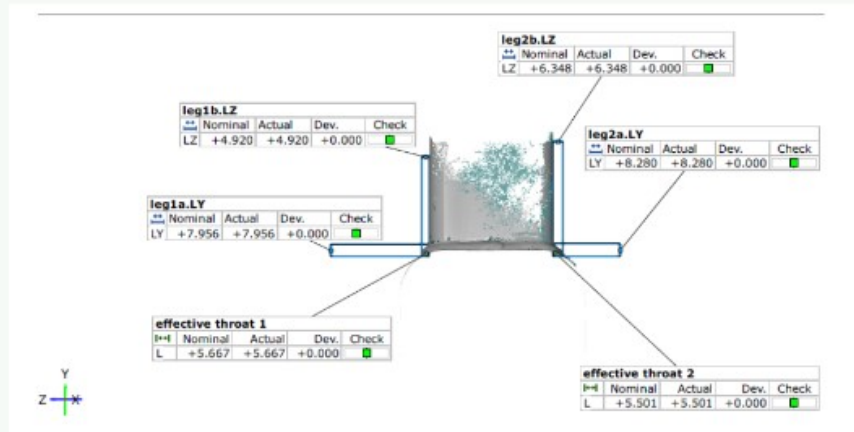 leg2b.LZ
Nominal Actual Dev. Check
LZ +6.348 +6.348 +0.000
leg1b.LZ
Nominal Actual Dev. Check
LZ +4.920 +4.920 +0.000
leg2a.LY
Nominal Actual Dev. Check
LY +8.280 +8.280 +0.000
leg1a.LY
Nominal Actual Dev. Check
LY +7.956 +7.956 +0.000
effective throat 1
Nominal Actual Dev. Check
L +5.667 +5.667 +0.000
effective throat 2
Nominal Actual Dev. Check
L +5.501 +5.501 +0.000
Y
Z X